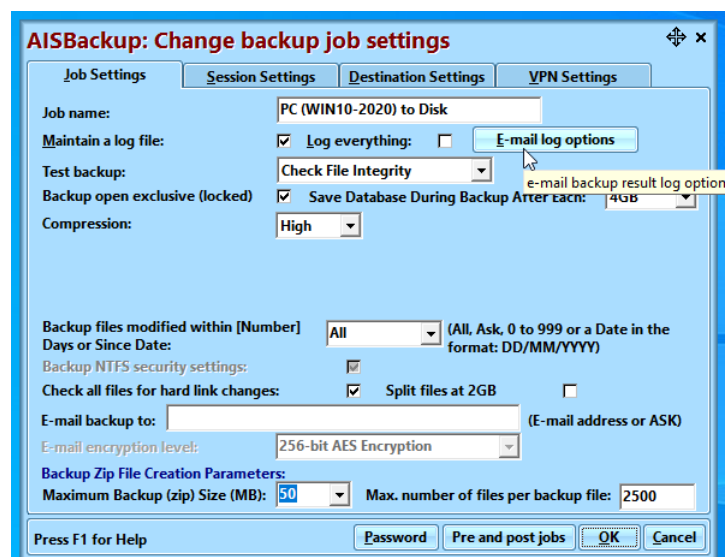 AISBackup: Change backup job settings
Job Settings Session Settings Destination Settings VPN Settings
Job name: PC (WIN10-2020) to Disk
Maintain a log file: Log everything: E-mail log options
Test backup: Check File Integrity
e-mail backup result log option
Backup open exclusive (locked) Save Database During Backup After Each: 4GB
Compression: High
Backup files modified within [Number] Days or Since Date: All (All, Ask, 0 to 999 or a Date in the format: DD/MM/YYYY)
Backup NTFS security settings:
Check all files for hard link changes: Split files at 2GB
E-mail backup to: (E-mail address or ASK)
E-mail encryption level: 256-bit AES Encryption
Backup Zip File Creation Parameters:
Maximum Backup (zip) Size (MB): 50 Max. number of files per backup file: 2500
Press F1 for Help Password Pre and post jobs OK Cancel